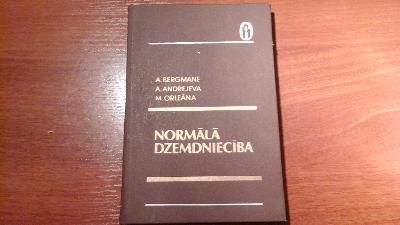 A. BERGMANE
A. ANDREJEVA
M. ORLEĀNA
NORMĀLĀ
DZEMDNIECĪBA